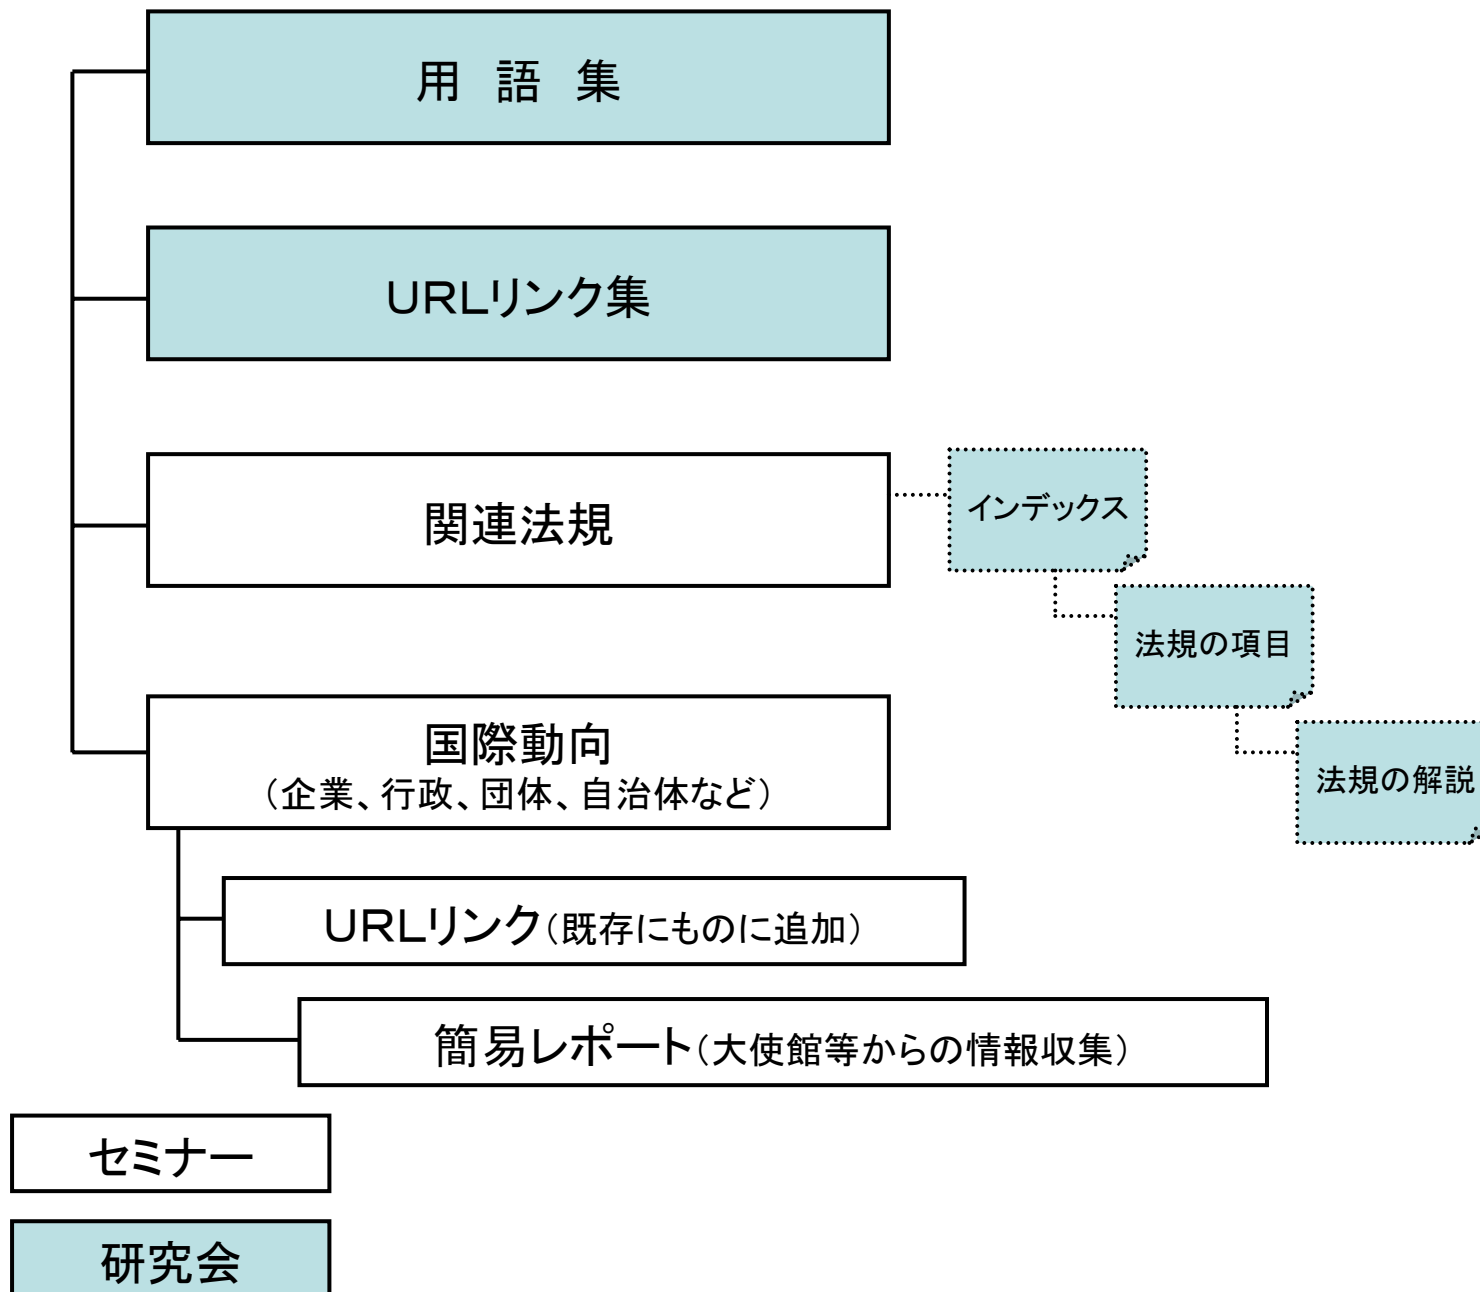 用 語 集
URLリンク集
関連法規
インデックス
法規の項目
法規の解説
国際動向
（企業、行政、団体、自治体など）
URLリンク（既存にものに追加）
簡易レポート（大使館等からの情報収集）
セミナー
研究会